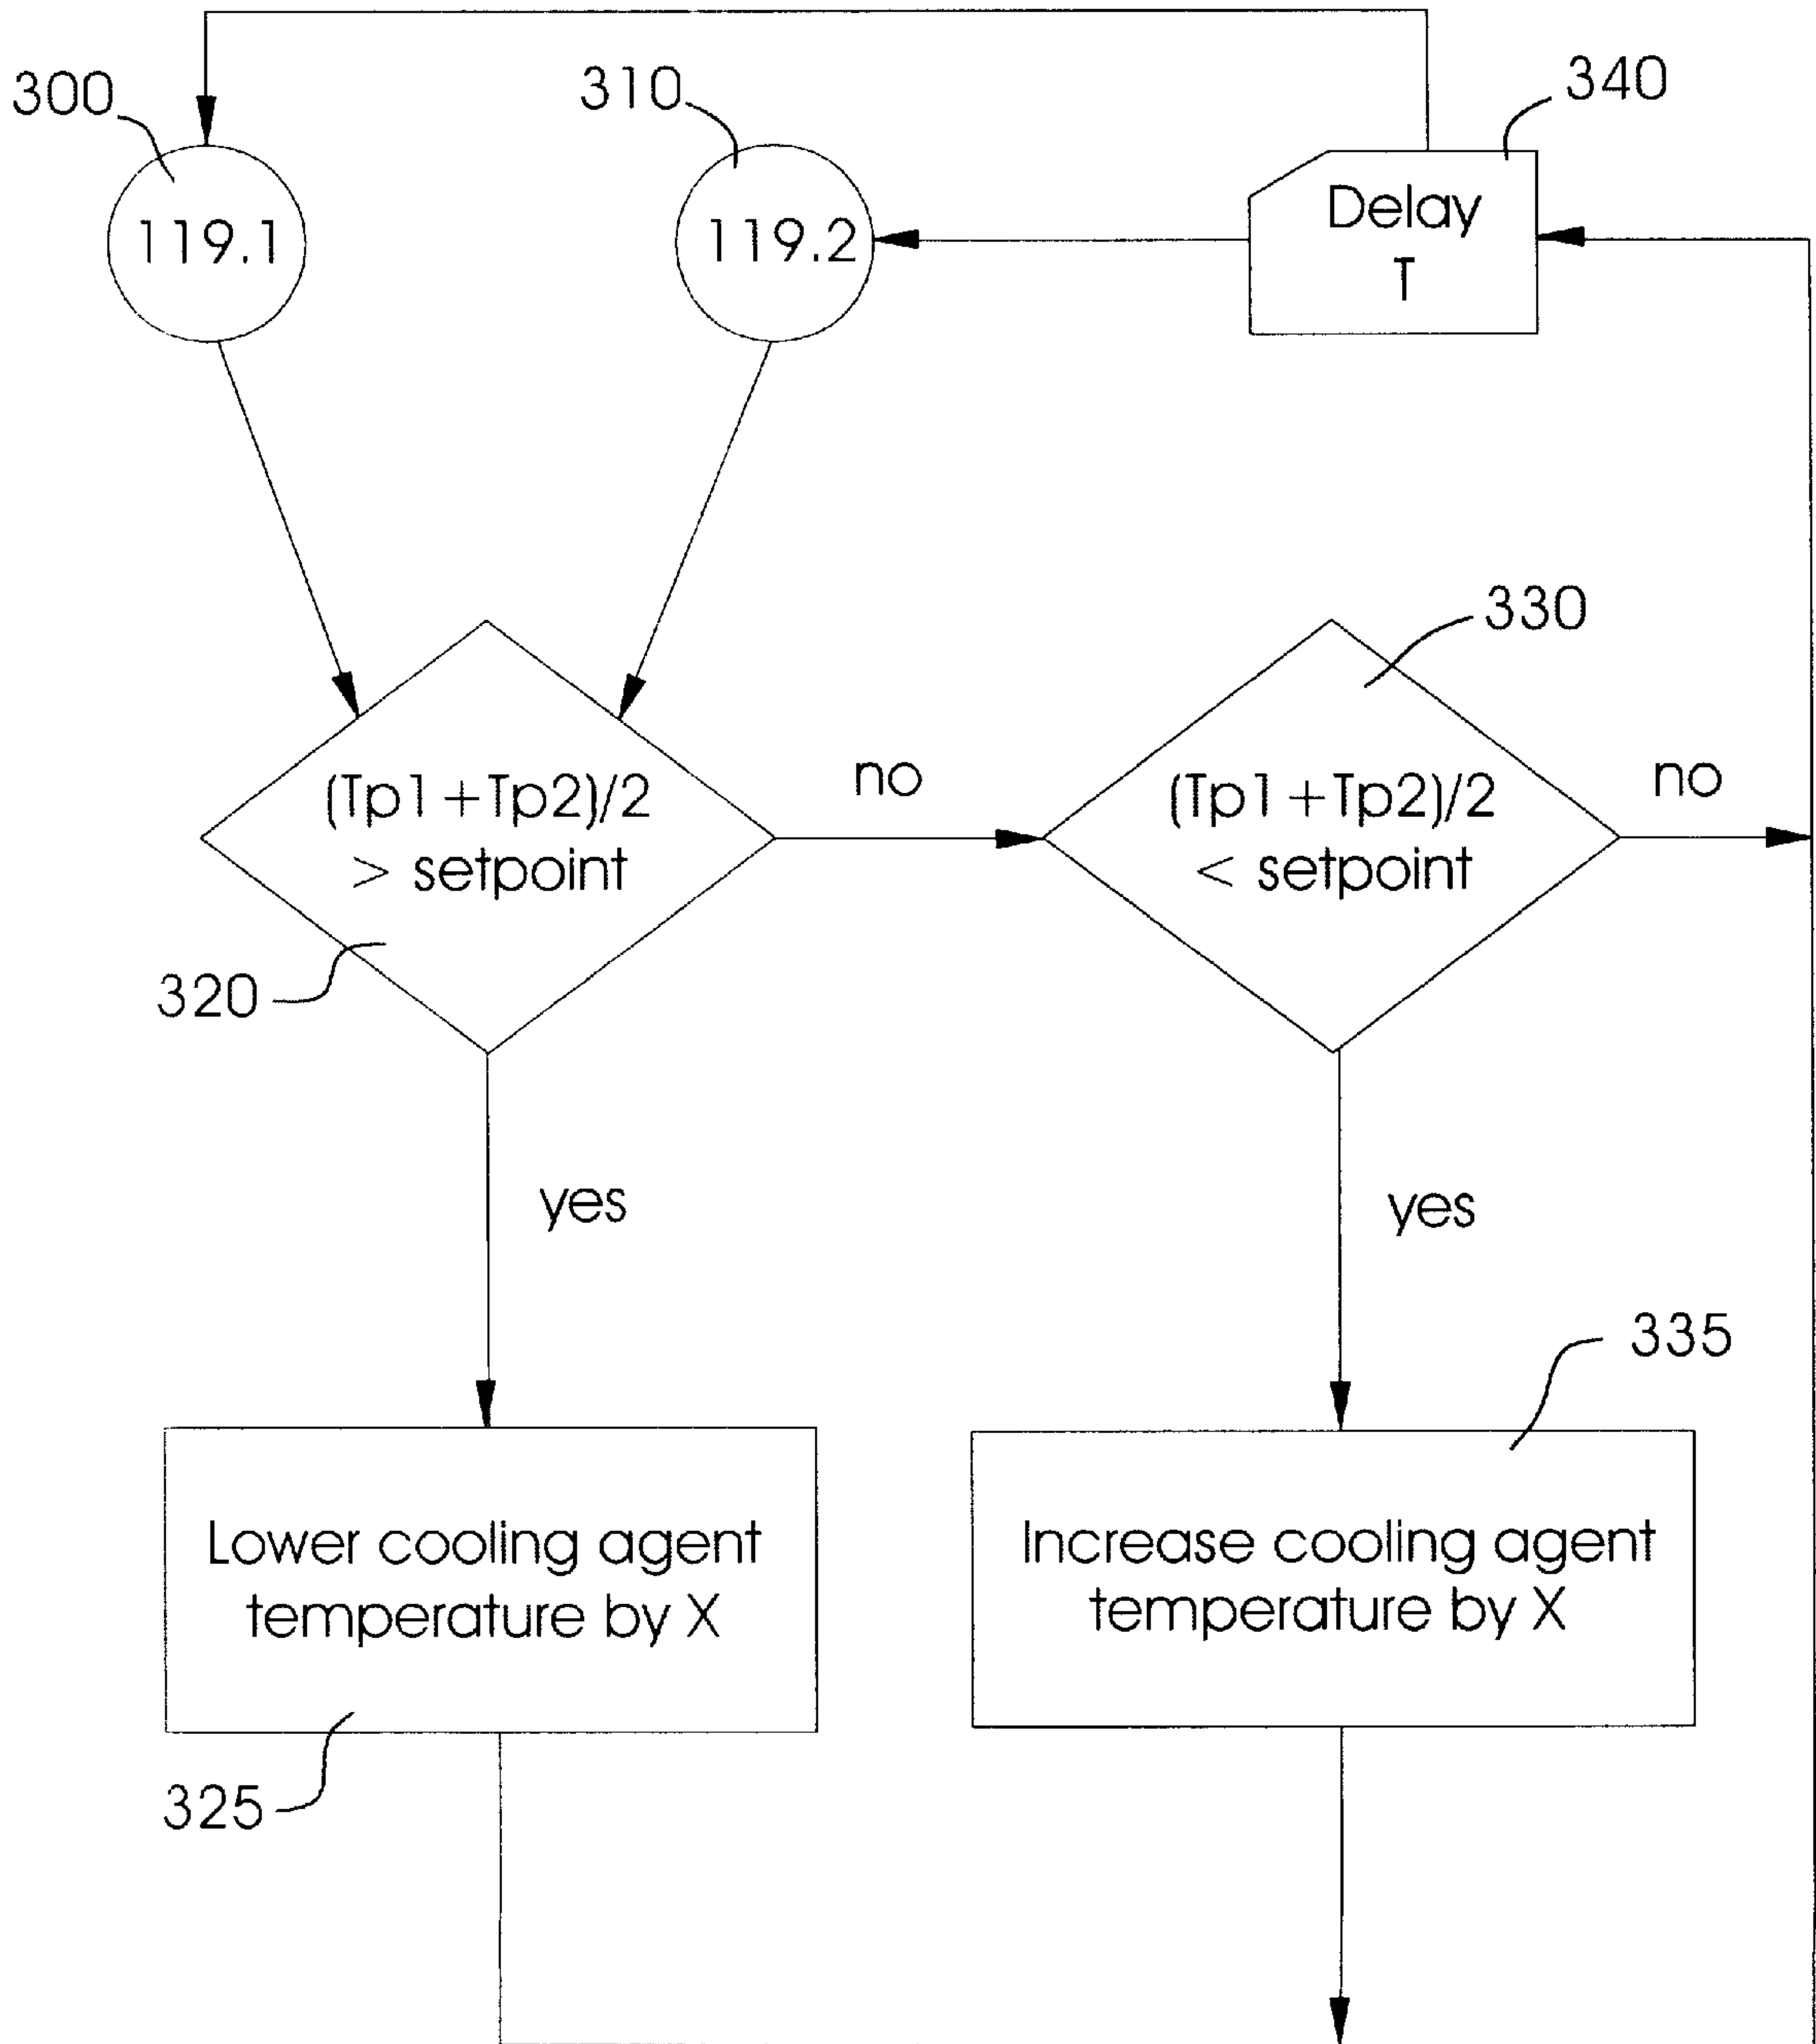 300
310
340
119.1
119.2
Delay
T
330
(Tp1+Tp2)/2
> setpoint
no
(Tp1+Tp2)/2
< setpoint
no
320
yes
yes
335
Lower cooling agent
temperature by X
Increase cooling agent
temperature by X
325